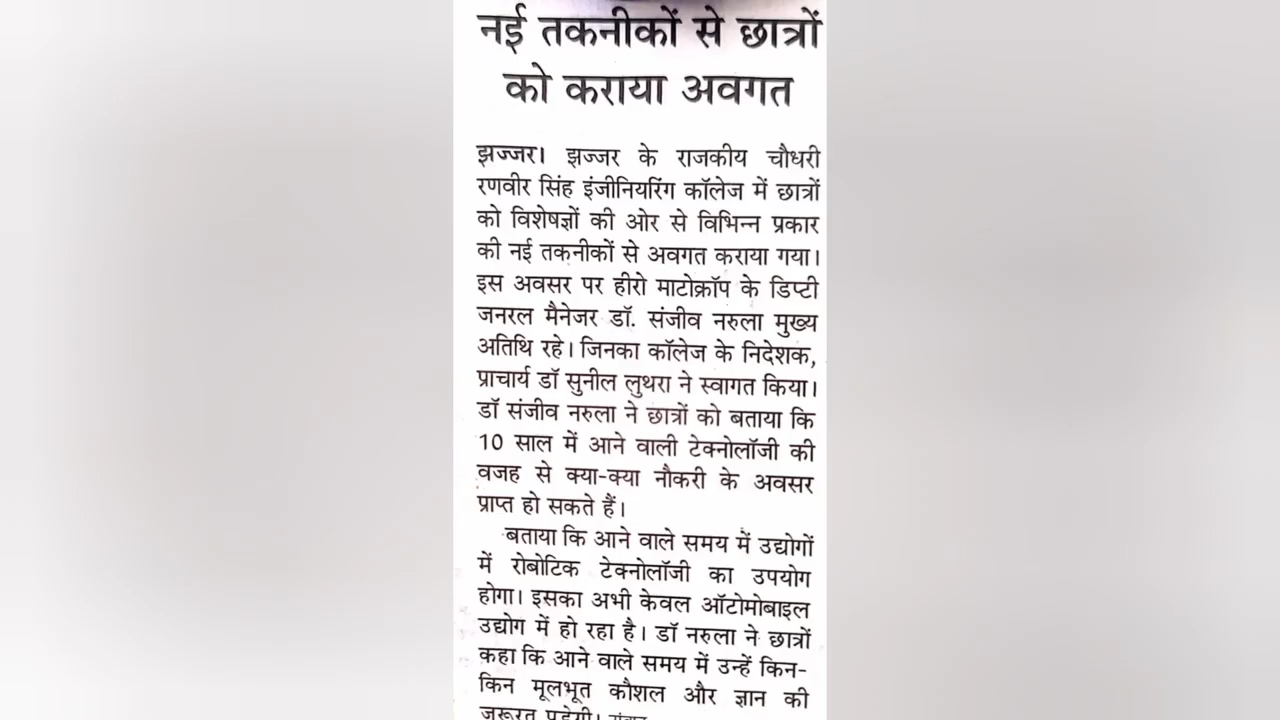 नई तकनीकों से छात्रों
को कराया अवगत
झज्जर। झज्जर के राजकीय चौधरी
रणवीर सिंह इंजीनियरिंग कॉलेज में छात्रों
को विशेषज्ञों की ओर से विभिन्न प्रकार
की नई तकनीकों से अवगत कराया गया।
इस अवसर पर हीरो माटोक्रॉप के डिप्टी
जनरल मैनेजर डॉ. संजीव नरुला मुख्य
अतिथि रहे। जिनका कॉलेज के निदेशक,
प्राचार्य डॉ सुनील लुथरा ने स्वागत किया।
डॉ संजीव नरुला ने छात्रों को बताया कि
10 साल में आने वाली टेक्नोलॉजी की
वजह से क्या-क्या नौकरी के अवसर
प्राप्त हो सकते हैं।
बताया कि आने वाले समय में उद्योगों
में रोबोटिक टेक्नोलॉजी का उपयोग
होगा। इसका अभी केवल ऑटोमोबाइल
उद्योग में हो रहा है। डॉ नरुला ने छात्रों
कहा कि आने वाले समय में उन्हें किन-
किन मूलभूत कौशल और ज्ञान की
जरूरत पड़ेगी। संवाद